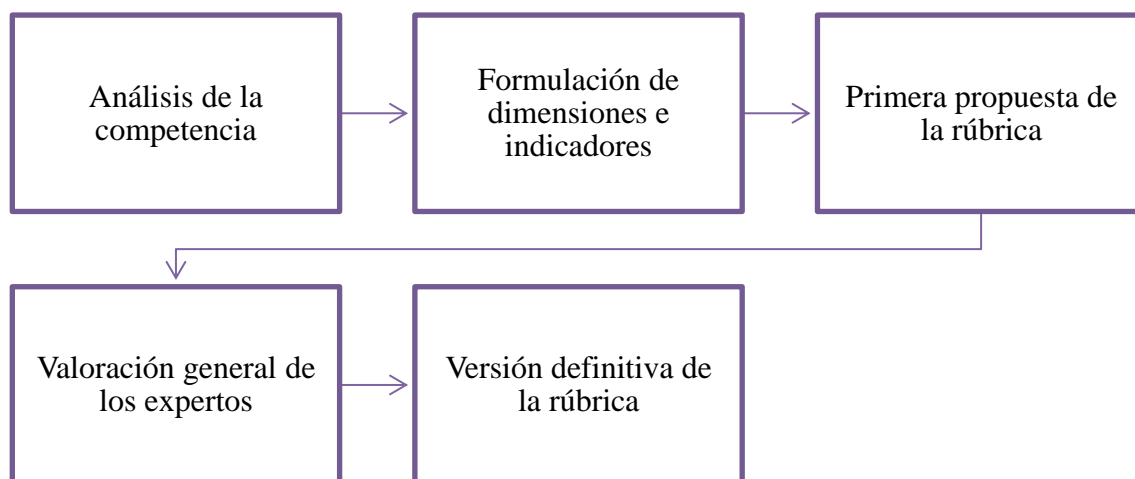 Análisis de la
competencia
Formulación de
dimensiones e
indicadores
Primera propuesta de
la rúbrica
Valoración general de
los expertos
Versión definitiva de
la rúbrica